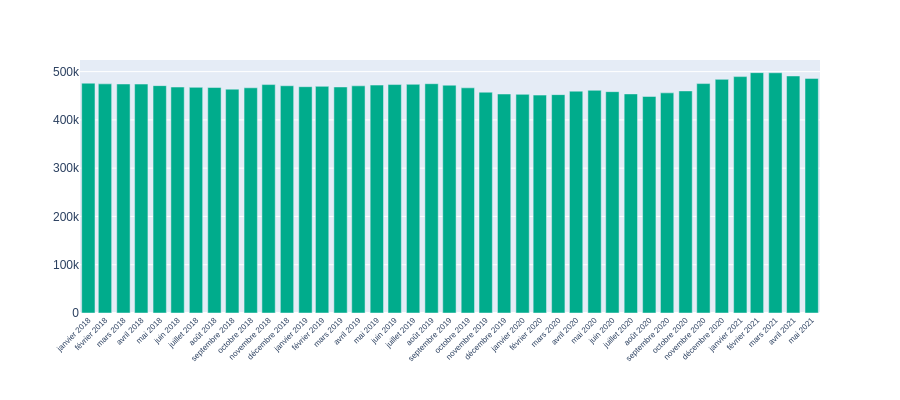 500k
400k
300k
200k
100k
0
janvier 2018
février 2018
mars 2018
avril 2018
mai 2018
juin 2018
juillet 2018
août 2018
septembre 2018
octobre 2018
novembre 2018
décembre 2018
janvier 2019
février 2019
mars 2019
avril 2019
mai 2019
juin 2019
juillet 2019
août 2019
septembre 2019
octobre 2019
novembre 2019
décembre 2019
janvier 2020
février 2020
mars 2020
avril 2020
mai 2020
juin 2020
juillet 2020
août 2020
septembre 2020
octobre 2020
novembre 2020
décembre 2020
janvier 2021
février 2021
mars 2021
avril 2021
mai 2021